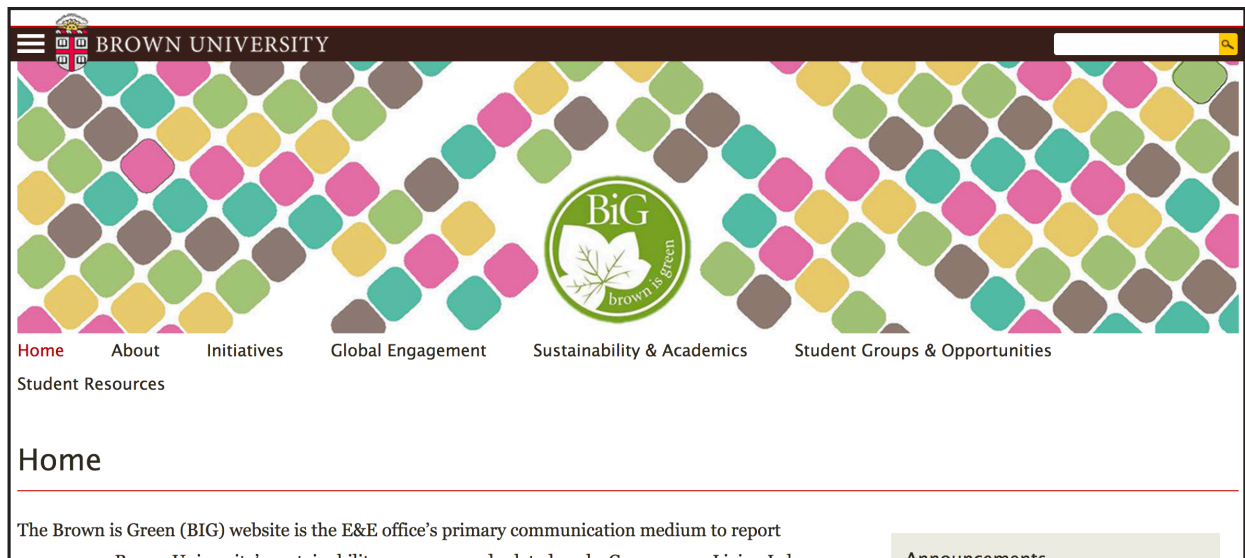 BROWN UNIVERSITY
BiG
brown is green
Home About Initiatives Global Engagement Sustainability & Academics Student Groups & Opportunities
Student Resources
Home
The Brown is Green (BIG) website is the E&E office’s primary communication medium to report
Announcements